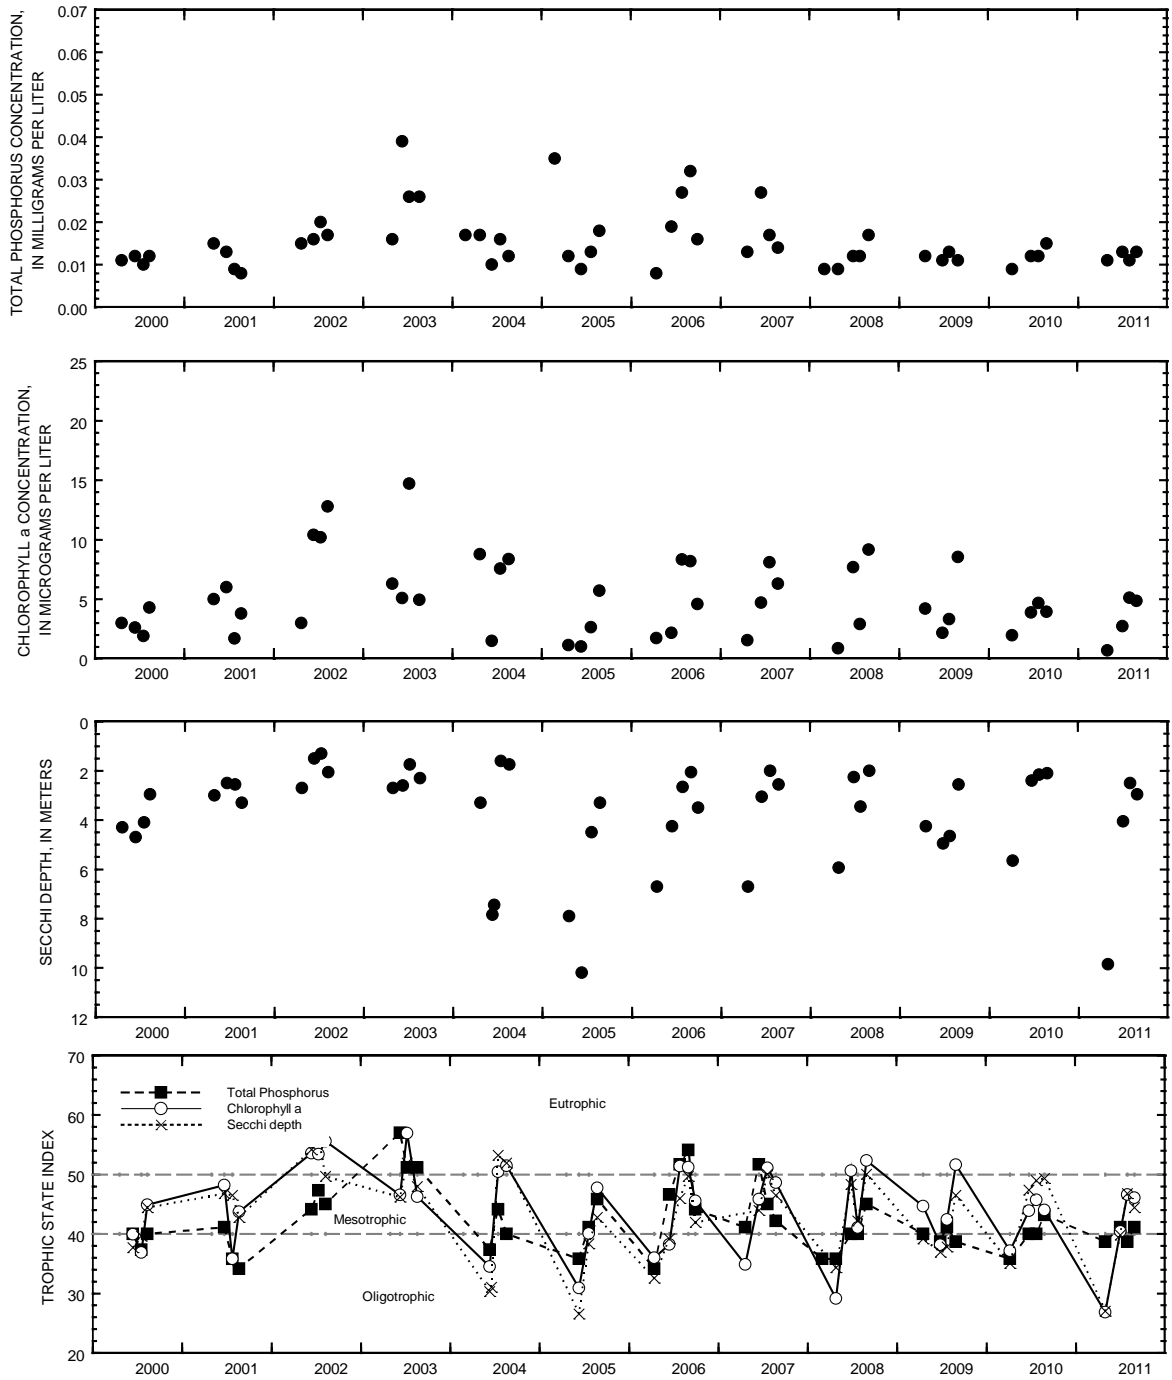 TOTAL PHOSPHORUS CONCENTRATION,
IN MILLIGRAMS PER LITER
0.07
0.06
0.05
0.04
0.03
0.02
0.01
0.00
2000 2001 2002 2003 2004 2005 2006 2007 2008 2009 2010 2011
CHLOROPHYLL a CONCENTRATION,
IN MICROGRAMS PER LITER
25
20
15
10
5
0
2000 2001 2002 2003 2004 2005 2006 2007 2008 2009 2010 2011
SECCHI DEPTH, IN METERS
0
2
4
6
8
10
12
2000 2001 2002 2003 2004 2005 2006 2007 2008 2009 2010 2011
TROPHIC STATE INDEX
70
60
50
40
30
20
Total Phosphorus
Chlorophyll a
Secchi depth
Eutrophic
Mesotrophic
Oligotrophic
2000 2001 2002 2003 2004 2005 2006 2007 2008 2009 2010 2011